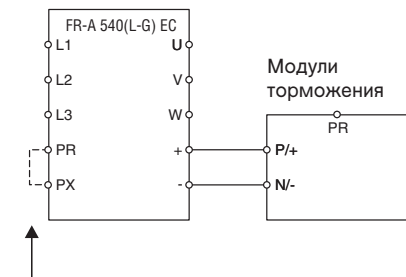 FR-A 540(L-G) EC
L1 U
L2 V
L3 W
PR +
PX -
Модули
торможения
PR
P/+
N/-